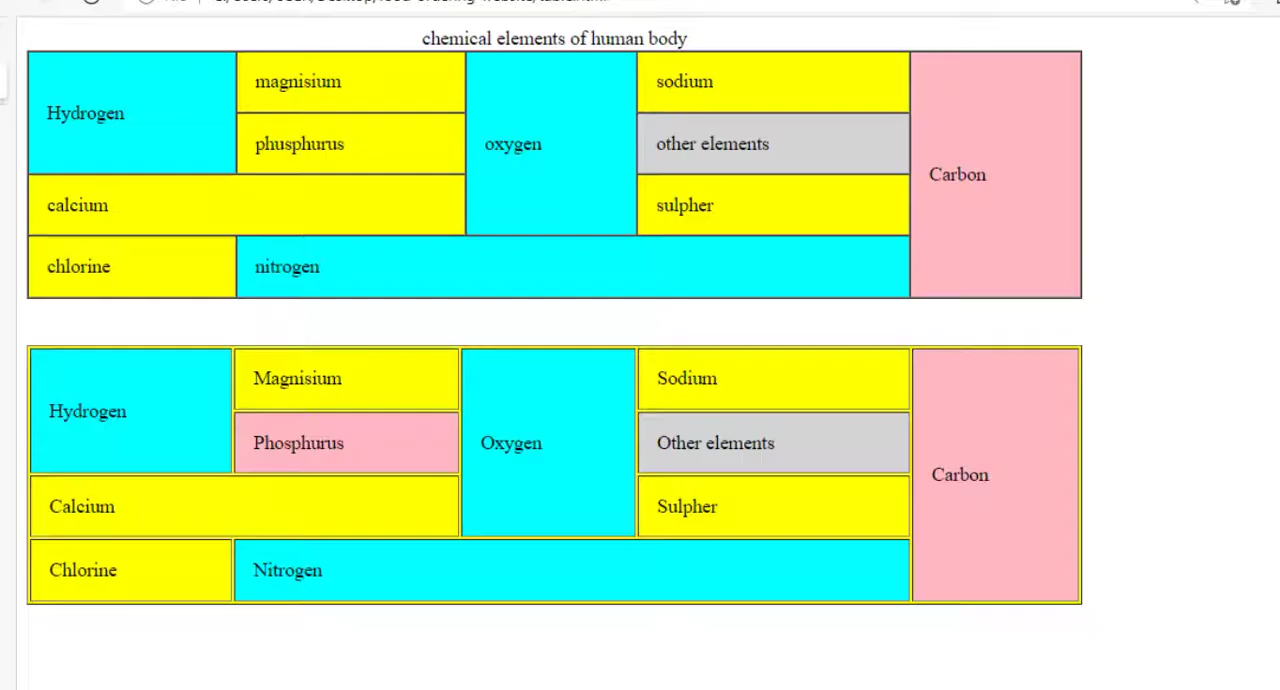 chemical elements of human body
Hydrogen magnisium oxygen sodium Carbon
phusphurus other elements
calcium sulpher
chlorine nitrogen
Hydrogen Magnisium Oxygen Sodium Carbon
Phosphurus Other elements
Calcium Sulpher
Chlorine Nitrogen